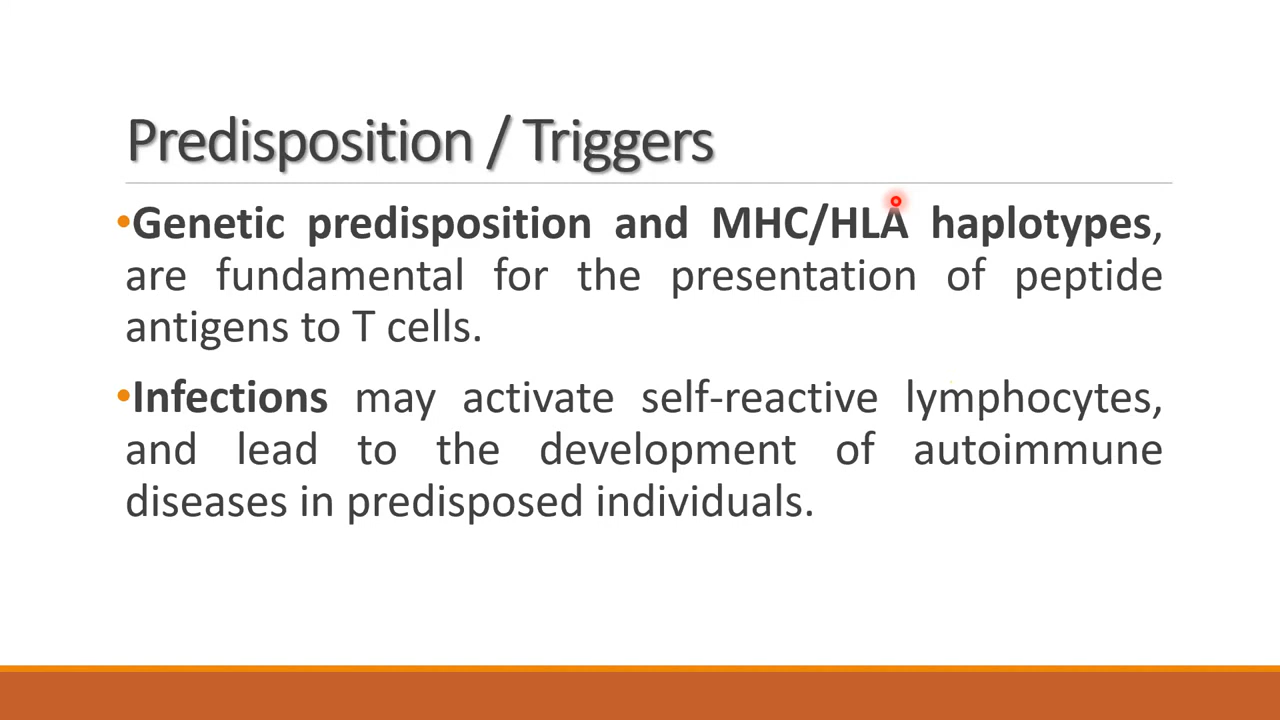 Predisposition / Triggers
•Genetic predisposition and MHC/HLA haplotypes,
are fundamental for the presentation of peptide
antigens to T cells.
•Infections may activate self-reactive lymphocytes,
and lead to the development of autoimmune
diseases in predisposed individuals.